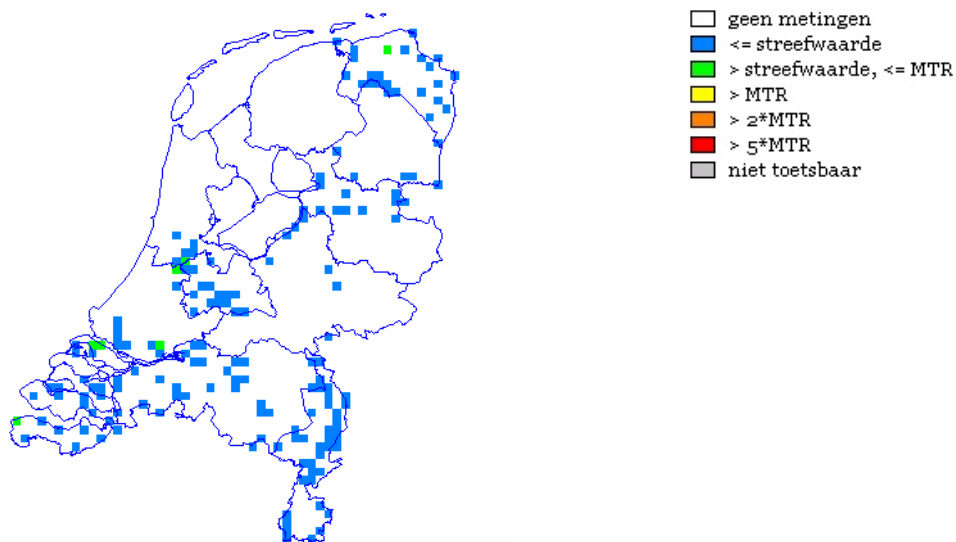 geen metingen
<= streefwaarde
> streefwaarde, <= MTR
> MTR
> 2*MTR
> 5*MTR
niet toetsbaar